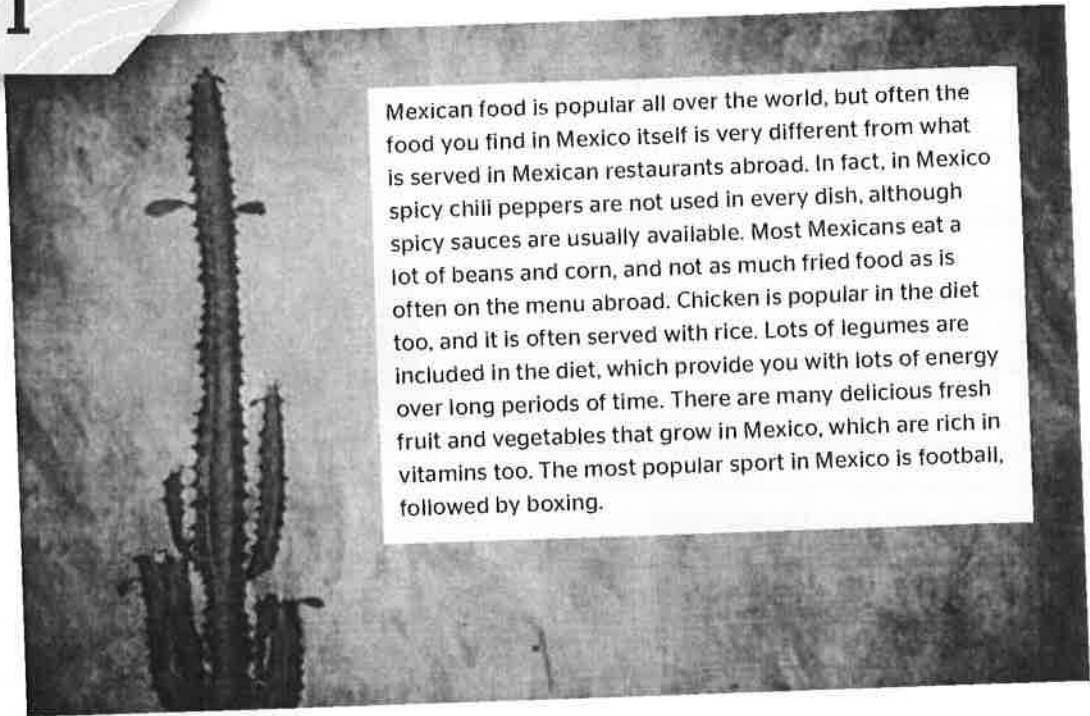 Mexican food is popular all over the world, but often the
food you find in Mexico itself is very different from what
is served in Mexican restaurants abroad. In fact, in Mexico
spicy chili peppers are not used in every dish, although
spicy sauces are usually available. Most Mexicans eat a
lot of beans and corn, and not as much fried food as is
often on the menu abroad. Chicken is popular in the diet
too, and it is often served with rice. Lots of legumes are
included in the diet, which provide you with lots of energy
over long periods of time. There are many delicious fresh
fruit and vegetables that grow in Mexico, which are rich in
vitamins too. The most popular sport in Mexico is football,
followed by boxing.